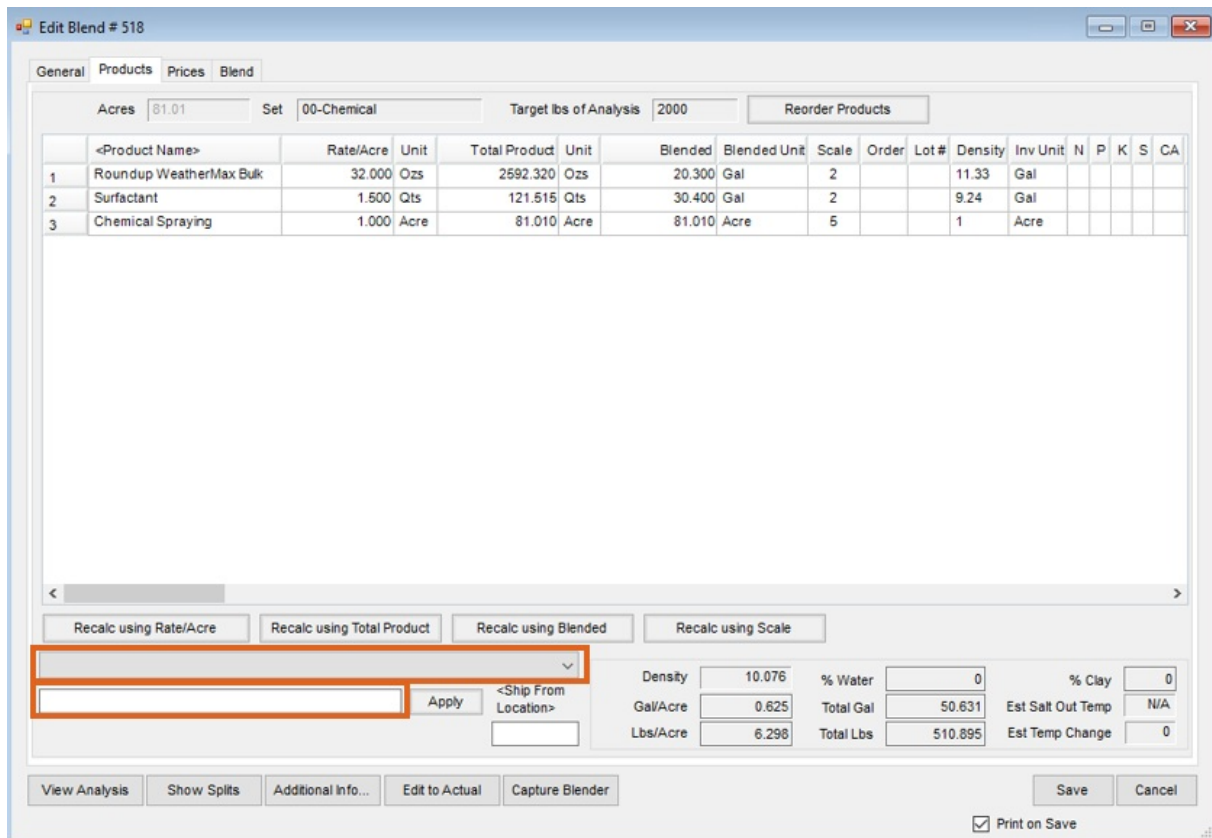 Edit Blend # 518
General Products Prices Blend
Acres 81.01 Set 00-Chemical Target lbs of Analysis 2000 Reorder Products
<Product Name> Rate/Acre Unit Total Product Unit Blended Blended Unit Scale Order Lot # Density Inv Unit N P K S CA
1 Roundup WeatherMax Bulk 32.000 Ozs 2592.320 Ozs 20.300 Gal 2 11.33 Gal
2 Surfactant 1.500 Qts 121.515 Qts 30.400 Gal 2 9.24 Gal
3 Chemical Spraying 1.000 Acre 81.010 Acre 81.010 Acre 5 1 Acre
Recalc using Rate/Acre Recalc using Total Product Recalc using Blended Recalc using Scale
Apply <Ship From
Location>
Density 10.076 % Water 0 % Clay 0
Gal/Acre 0.625 Total Gal 50.631 Est Salt Out Temp N/A
Lbs/Acre 6.298 Total Lbs 510.895 Est Temp Change 0
View Analysis Show Splits Additional Info... Edit to Actual Capture Blender Save Cancel
Print on Save